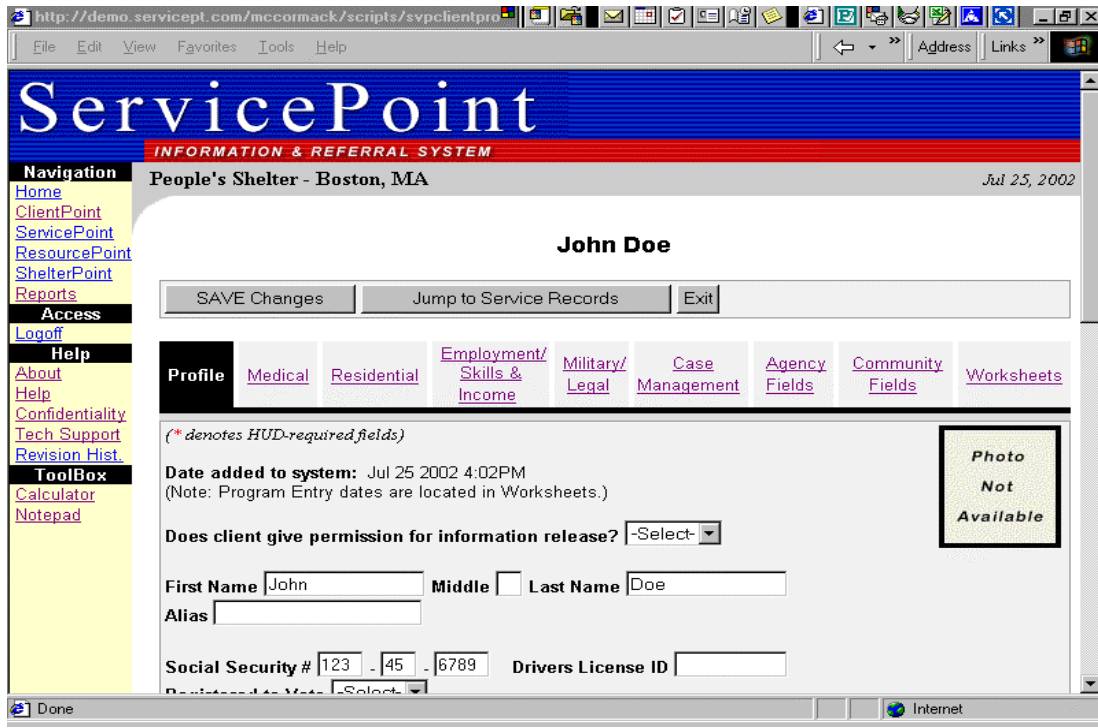 http://demo.servicept.com/mccormack/scripts/svpclientpro
File Edit View Favorites Tools Help Address Links »
ServicePoint
INFORMATION & REFERRAL SYSTEM
Navigation
Home
ClientPoint
ServicePoint
ResourcePoint
ShelterPoint
Reports
Access
Logoff
Help
About
Help
Confidentiality
Tech Support
Revision Hist.
ToolBox
Calculator
Notepad
People's Shelter - Boston, MA Jul 25, 2002
John Doe
SAVE Changes Jump to Service Records Exit
Profile Medical Residential Employment/ Skills & Income Military/ Legal Case Management Agency Fields Community Fields Worksheets
(* denotes HUD-required fields)
Photo
Not
Available
Date added to system: Jul 25 2002 4:02PM
(Note: Program Entry dates are located in Worksheets.)
Does client give permission for information release? -Select-
First Name John Middle Last Name Doe
Alias
Social Security # 123 - 45 - 6789 Drivers License ID
Registered to Vote -Select-
Done Internet